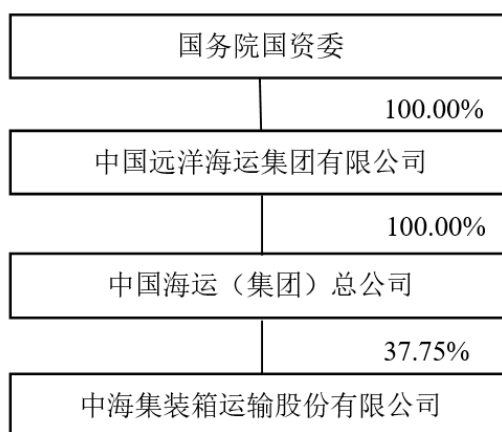 国务院国资委
100.00%
中国远洋海运集团有限公司
100.00%
中国海运（集团）总公司
37.75%
中海集装箱运输股份有限公司